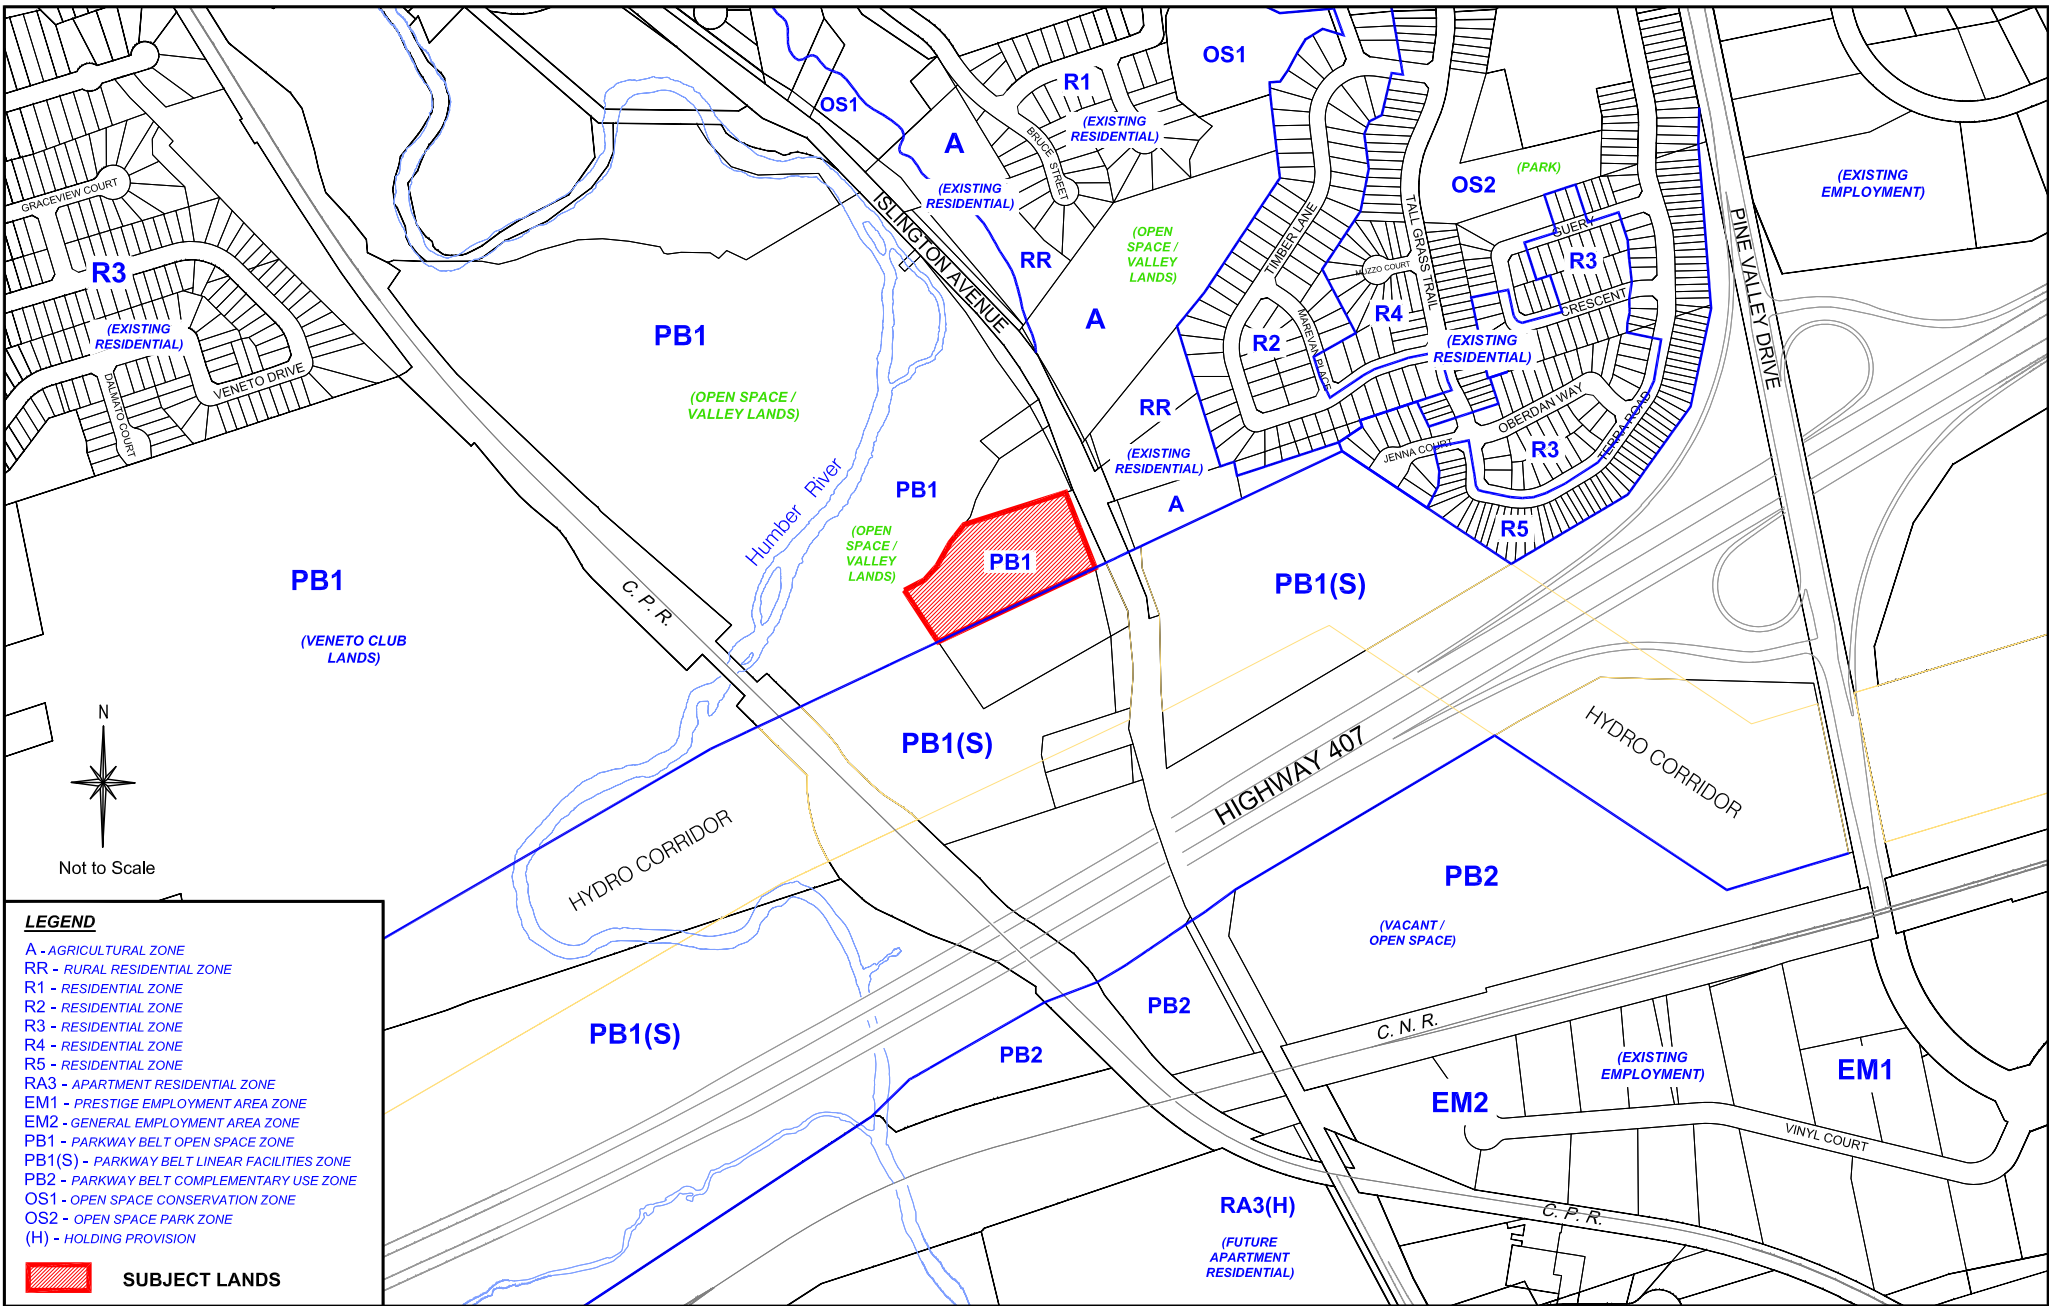 OS1
R1
(EXISTING
RESIDENTIAL)
BRUCE STREET
OS1
A
(EXISTING
RESIDENTIAL)
RR
ISLINGTON AVENUE
(OPEN
SPACE /
VALLEY
LANDS)
A
OS2
(PARK)
(EXISTING
EMPLOYMENT)
PINE VALLEY DRIVE
GRACEVIEW COURT
R3
(EXISTING
RESIDENTIAL)
DALMATO COURT
VENETO DRIVE
PB1
(OPEN SPACE /
VALLEY LANDS)
TIMBER LANE
TALL GRASS TRAIL
MUZZO COURT
R4
MAREVAN PLACE
R2
GUERY
R3
CRESCENT
(EXISTING
RESIDENTIAL)
RR
(EXISTING
RESIDENTIAL)
A
OBERDAN WAY
JENNA COURT
R3
TERRA ROAD
R5
Humber River
PB1
(OPEN
SPACE /
VALLEY
LANDS)
PB1
PB1
(VENETO CLUB
LANDS)
C. P. R.
PB1(S)
PB1(S)
HIGHWAY 407
HYDRO CORRIDOR
HYDRO CORRIDOR
N
Not to Scale
PB2
(VACANT /
OPEN SPACE)
PB1(S)
PB2
PB2
C. N. R.
EM2
(EXISTING
EMPLOYMENT)
EM1
VINYL COURT
RA3(H)
(FUTURE
APARTMENT
RESIDENTIAL)
C. P. R.
LEGEND
A - AGRICULTURAL ZONE
RR - RURAL RESIDENTIAL ZONE
R1 - RESIDENTIAL ZONE
R2 - RESIDENTIAL ZONE
R3 - RESIDENTIAL ZONE
R4 - RESIDENTIAL ZONE
R5 - RESIDENTIAL ZONE
RA3 - APARTMENT RESIDENTIAL ZONE
EM1 - PRESTIGE EMPLOYMENT AREA ZONE
EM2 - GENERAL EMPLOYMENT AREA ZONE
PB1 - PARKWAY BELT OPEN SPACE ZONE
PB1(S) - PARKWAY BELT LINEAR FACILITIES ZONE
PB2 - PARKWAY BELT COMPLEMENTARY USE ZONE
OS1 - OPEN SPACE CONSERVATION ZONE
OS2 - OPEN SPACE PARK ZONE
(H) - HOLDING PROVISION
SUBJECT LANDS